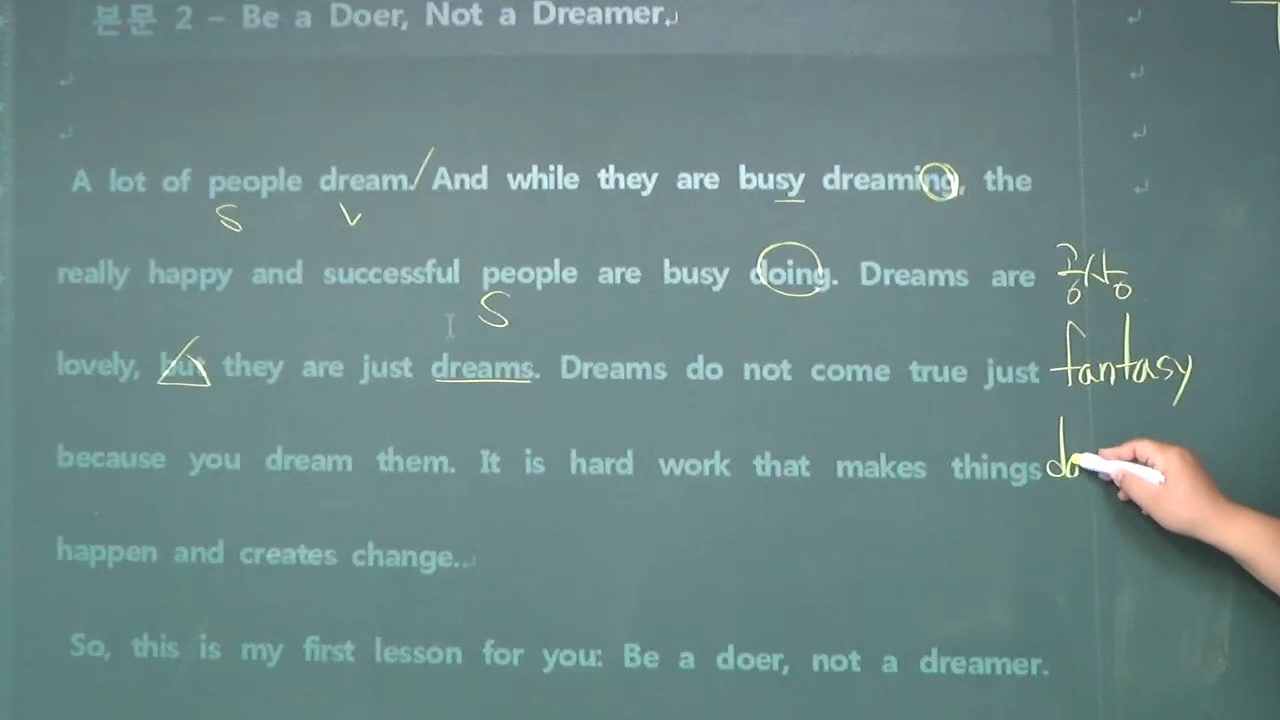 본문 2 – Be a Doer, Not a Dreamer.
A lot of people dream. And while they are busy dreaming, the
S V
really happy and successful people are busy doing. Dreams are
S
lovely, but they are just dreams. Dreams do not come true just fantasy
because you dream them. It is hard work that makes things do
happen and creates change..
So, this is my first lesson for you: Be a doer, not a dreamer.